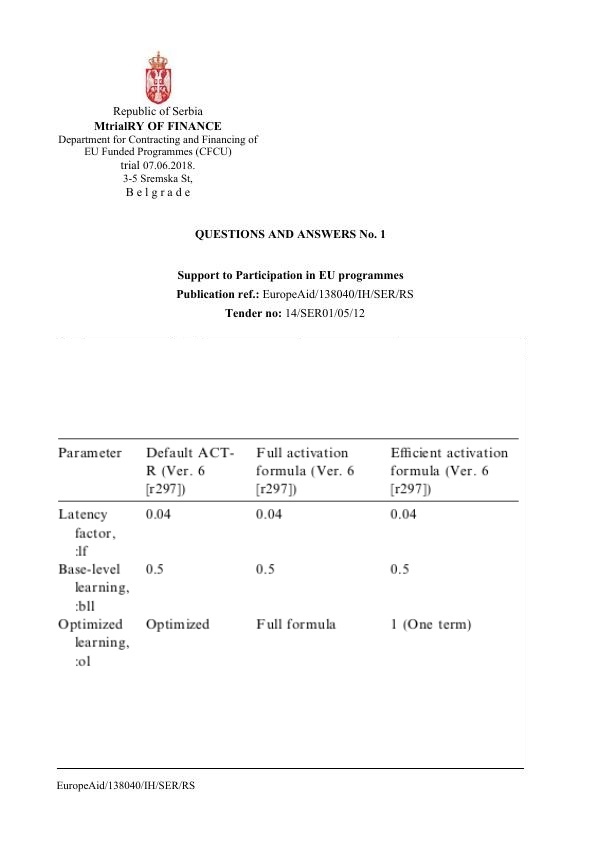 Republic of Serbia
MtrialRY OF FINANCE
Department for Contracting and Financing of
EU Funded Programmes (CFCU)
trial 07.06.2018.
3-5 Sremska St,
B e l g r a d e
QUESTIONS AND ANSWERS No. 1
Support to Participation in EU programmes
Publication ref.: EuropeAid/138040/IH/SER/RS
Tender no: 14/SER01/05/12
Parameter Default ACT- Full activation Efficient activation
R (Ver. 6 formula (Ver. 6 formula (Ver. 6
[r297]) [r297]) [r297])
Latency 0.04 0.04 0.04
factor,
:lf
Base-level 0.5 0.5 0.5
learning,
:bll
Optimized Optimized Full formula 1 (One term)
learning,
:ol
EuropeAid/138040/IH/SER/RS